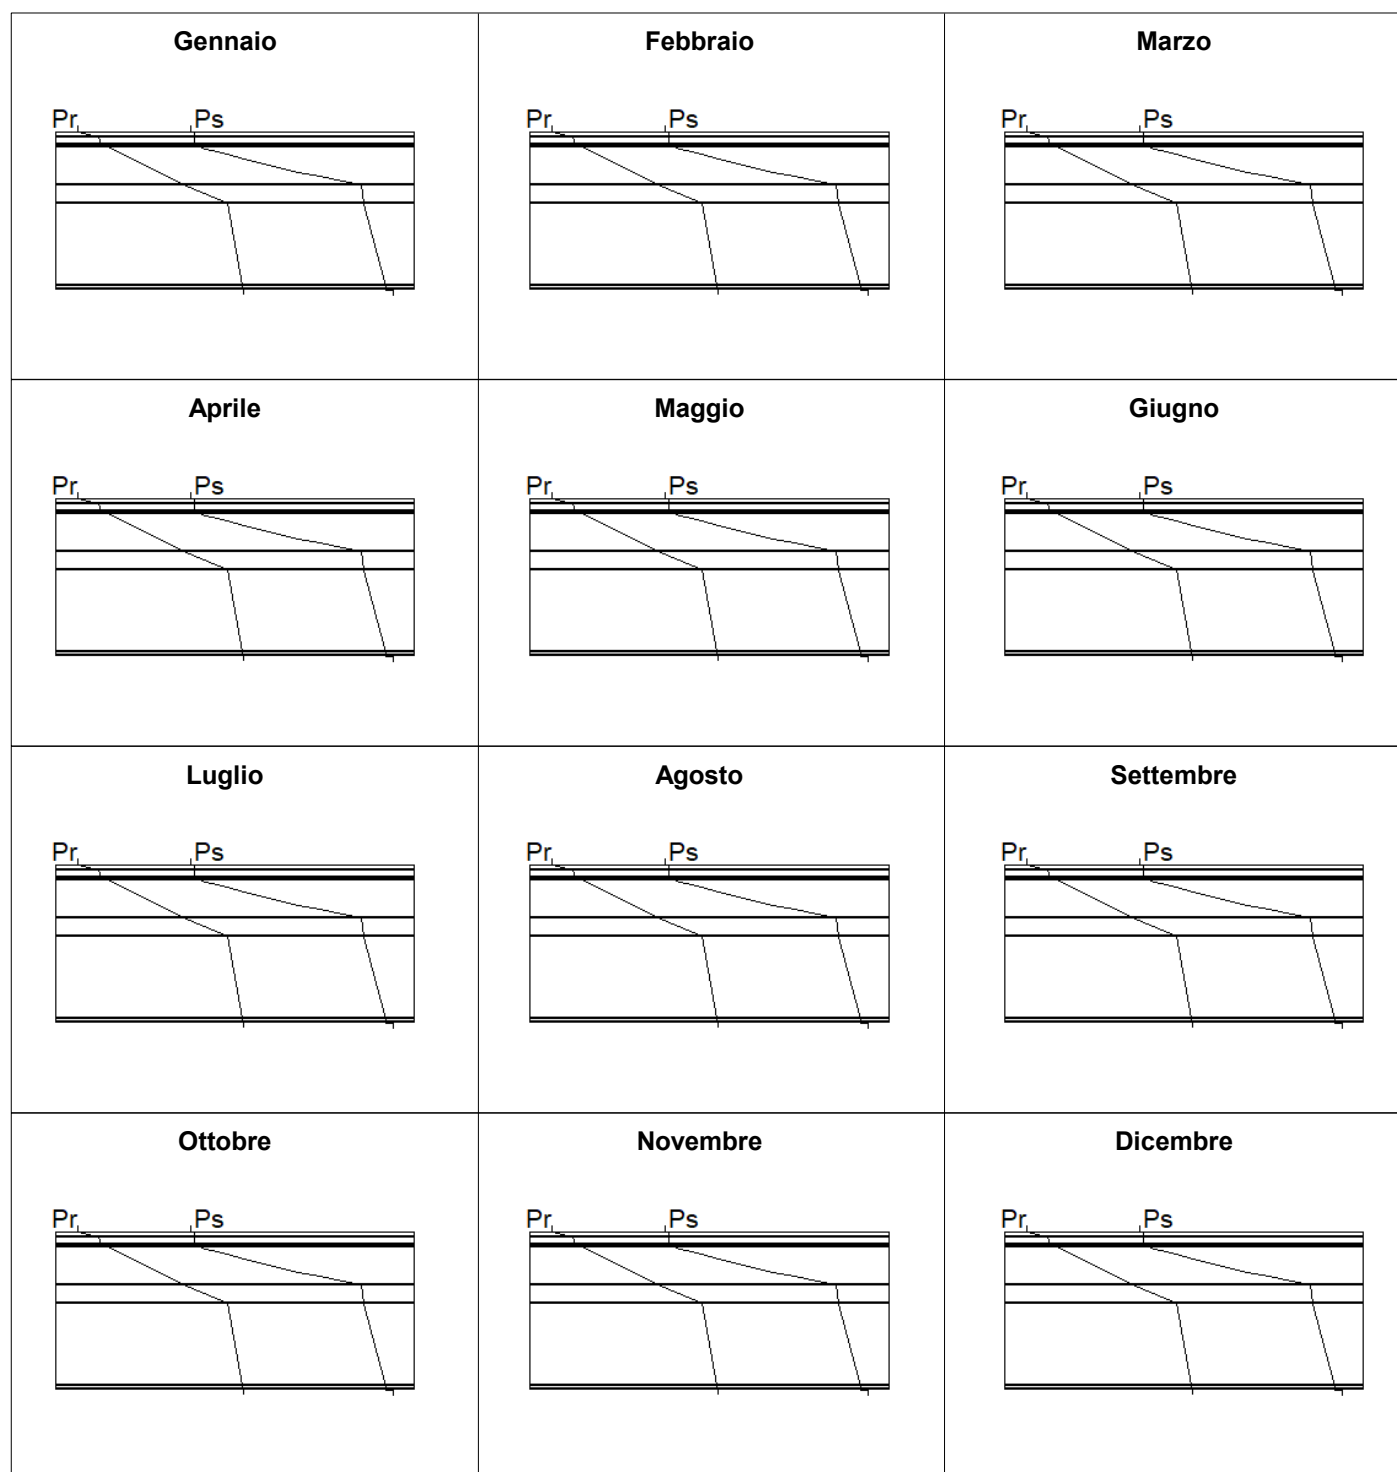 Gennaio Febbraio Marzo
Pr Ps Pr Ps Pr Ps
Aprile Maggio Giugno
Pr Ps Pr Ps Pr Ps
Luglio Agosto Settembre
Pr Ps Pr Ps Pr Ps
Ottobre Novembre Dicembre
Pr Ps Pr Ps Pr Ps